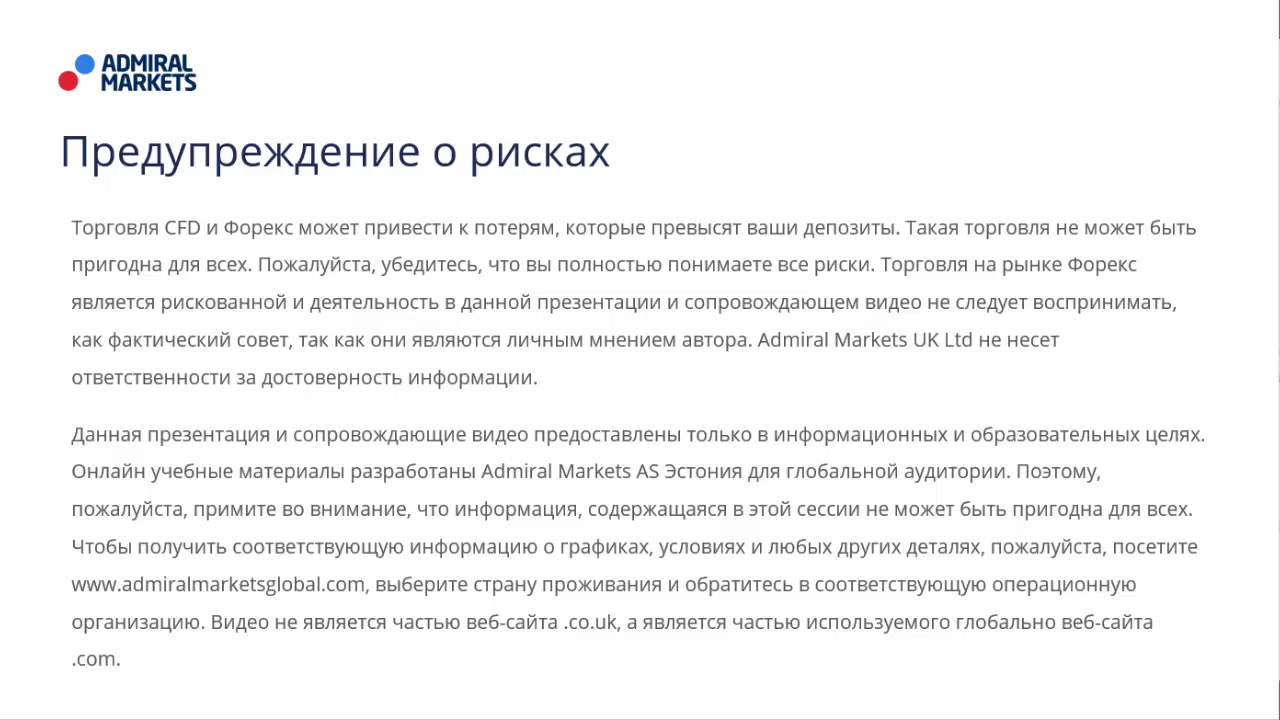 ADMIRAL
MARKETS
Предупреждение о рисках
Торговля CFD и Форекс может привести к потерям, которые превысят ваши депозиты. Такая торговля не может быть
пригодна для всех. Пожалуйста, убедитесь, что вы полностью понимаете все риски. Торговля на рынке Форекс
является рискованной и деятельность в данной презентации и сопровождающем видео не следует воспринимать,
как фактический совет, так как они являются личным мнением автора. Admiral Markets UK Ltd не несет
ответственности за достоверность информации.
Данная презентация и сопровождающие видео предоставлены только в информационных и образовательных целях.
Онлайн учебные материалы разработаны Admiral Markets AS Эстония для глобальной аудитории. Поэтому,
пожалуйста, примите во внимание, что информация, содержащаяся в этой сессии не может быть пригодна для всех.
Чтобы получить соответствующую информацию о графиках, условиях и любых других деталях, пожалуйста, посетите
www.admiralmarketsglobal.com, выберите страну проживания и обратитесь в соответствующую операционную
организацию. Видео не является частью веб-сайта .co.uk, а является частью используемого глобально веб-сайта
.com.